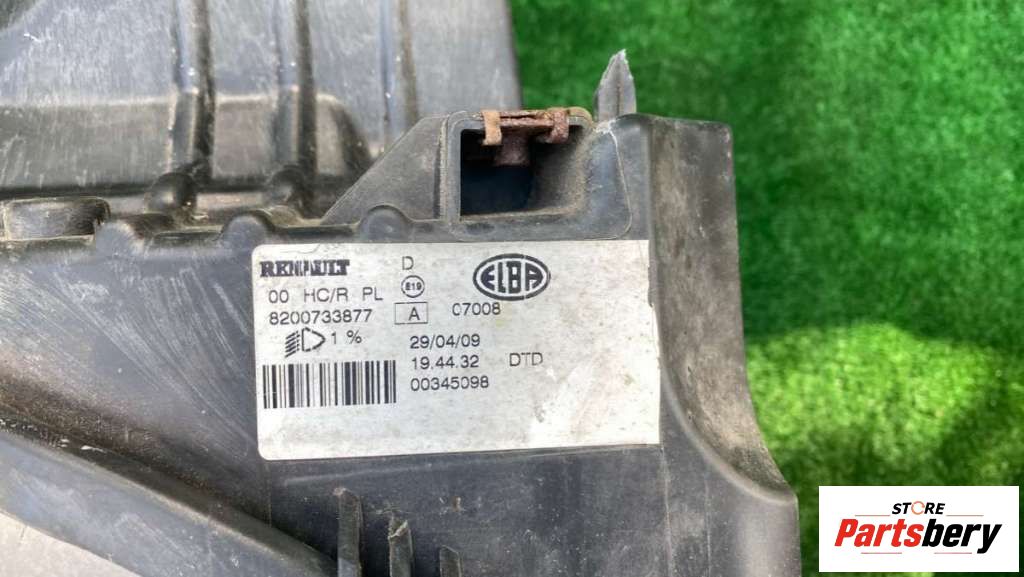 RENAULT D ELBA
00 HC/R PL E19
8200733877 A 07008
1 % 29/04/09
19.44.32 DTD
00345098
STORE
Partsbery